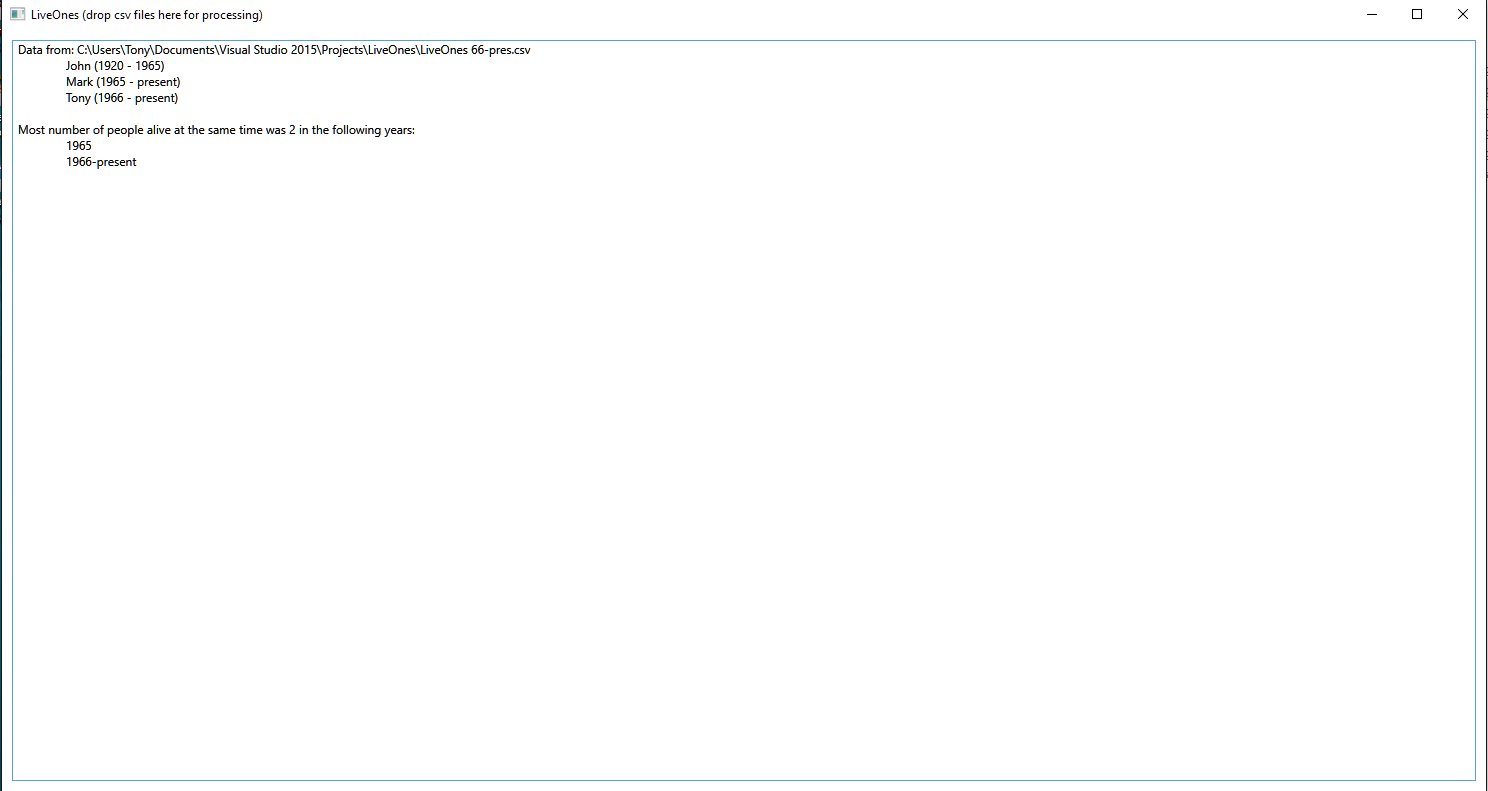 LiveOnes (drop csv files here for processing)
Data from: C:\Users\Tony\Documents\Visual Studio 2015\Projects\LiveOnes\LiveOnes 66-pres.csv
John (1920 - 1965)
Mark (1965 - present)
Tony (1966 - present)
Most number of people alive at the same time was 2 in the following years:
1965
1966-present